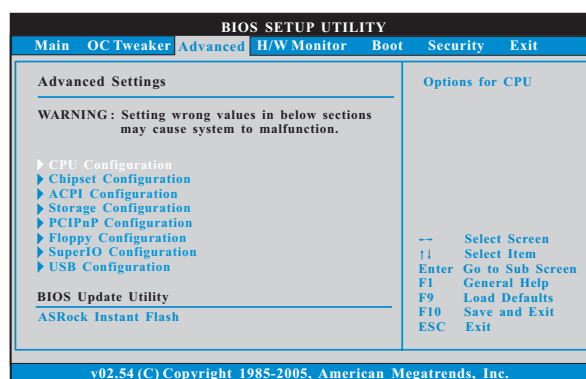 BIOS SETUP UTILITY
Main OC Tweaker Advanced H/W Monitor Boot Security Exit
Advanced Settings
WARNING : Setting wrong values in below sections
may cause system to malfunction.
CPU Configuration
Chipset Configuration
ACPI Configuration
Storage Configuration
PCIPnP Configuration
Floppy Configuration
SuperIO Configuration
USB Configuration
BIOS Update Utility
ASRock Instant Flash
Options for CPU
←→ Select Screen
↑↓ Select Item
Enter Go to Sub Screen
F1 General Help
F9 Load Defaults
F10 Save and Exit
ESC Exit
v02.54 (C) Copyright 1985-2005, American Megatrends, Inc.